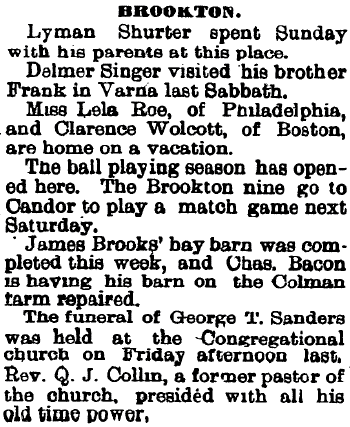 BROOKTON.
Lyman Shurter spent Sunday
with his parents at this place.
Delmer Singer visited his brother
Frank in Varna last Sabbath.
Miss Lela Roe, of Philadelphia,
and Clarence Wolcott, of Boston,
are home on a vacation.
The ball playing season has open-
ed here. The Brookton nine go to
Candor to play a match game next
Saturday.
James Brooks' bay barn was com-
pleted this week, and Chas. Bacon
is having his barn on the Colman
farm repaired.
The funeral of George T. Sanders
was held at the Congregational
church on Friday afternoon last.
Rev. Q. J. Collin, a former pastor of
the church, presided with all his
old time power.